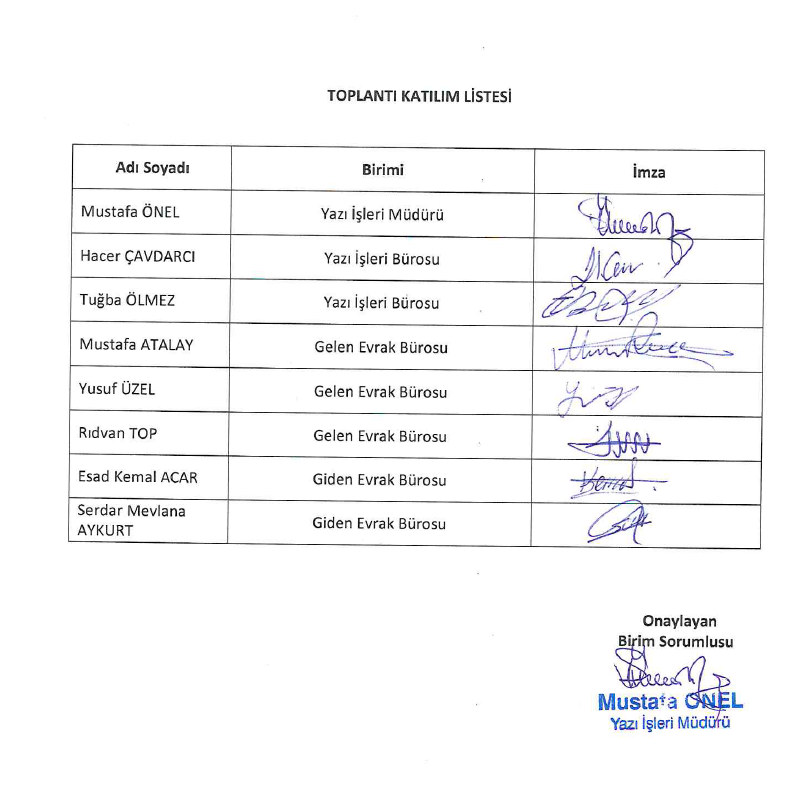 TOPLANTI KATILIM LİSTESİ
Adı Soyadı Birimi İmza
Mustafa ÖNEL Yazı İşleri Müdürü
Hacer ÇAVDARCI Yazı İşleri Bürosu
Tuğba ÖLMEZ Yazı İşleri Bürosu
Mustafa ATALAY Gelen Evrak Bürosu
Yusuf ÜZEL Gelen Evrak Bürosu
Rıdvan TOP Gelen Evrak Bürosu
Esad Kemal ACAR Giden Evrak Bürosu
Serdar Mevlana
AYKURT Giden Evrak Bürosu
Onaylayan
Birim Sorumlusu
Mustafa ÖNEL
Yazı İşleri Müdürü